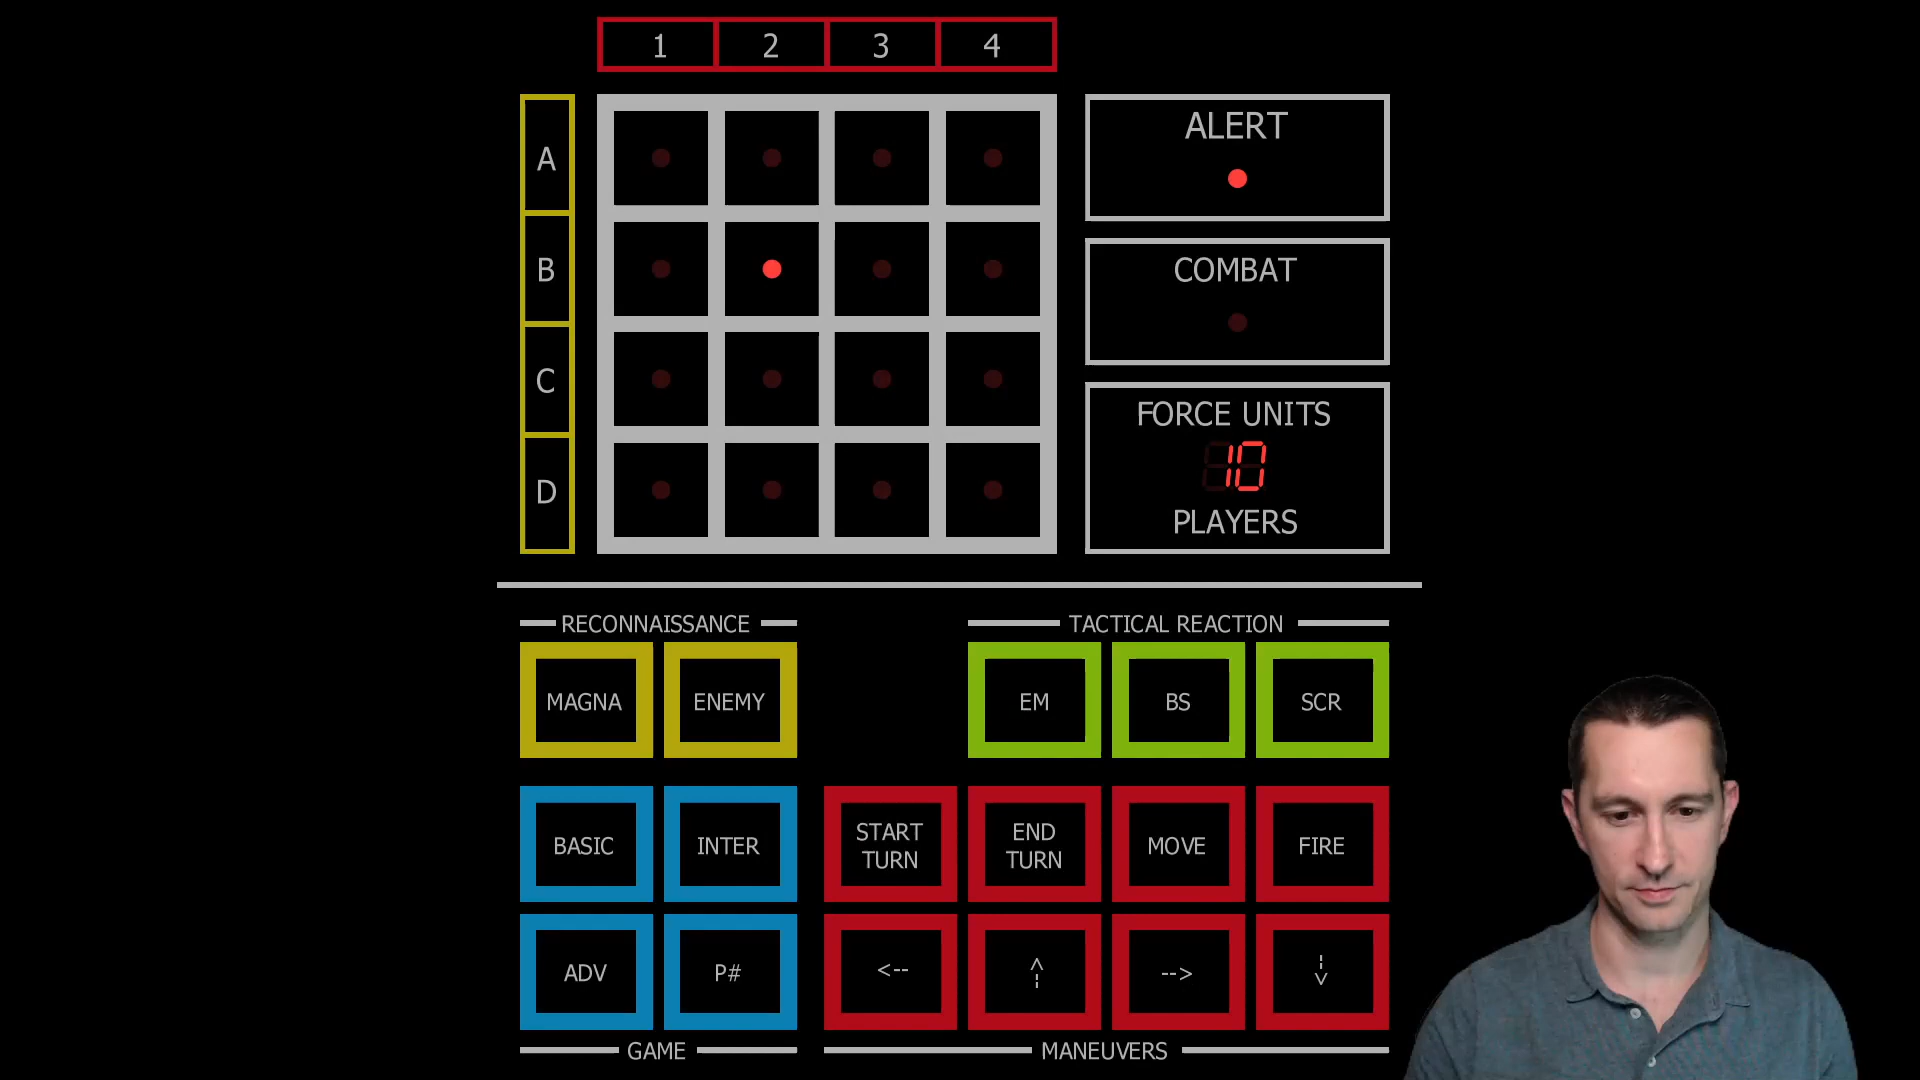 1 2 3 4
A
B
C
D
ALERT
COMBAT
FORCE UNITS
10
PLAYERS
RECONNAISSANCE
MAGNA ENEMY
TACTICAL REACTION
EM BS SCR
BASIC INTER
ADV P#
GAME
START TURN
END TURN
MOVE FIRE
<-- ^ --> v
MANEUVERS